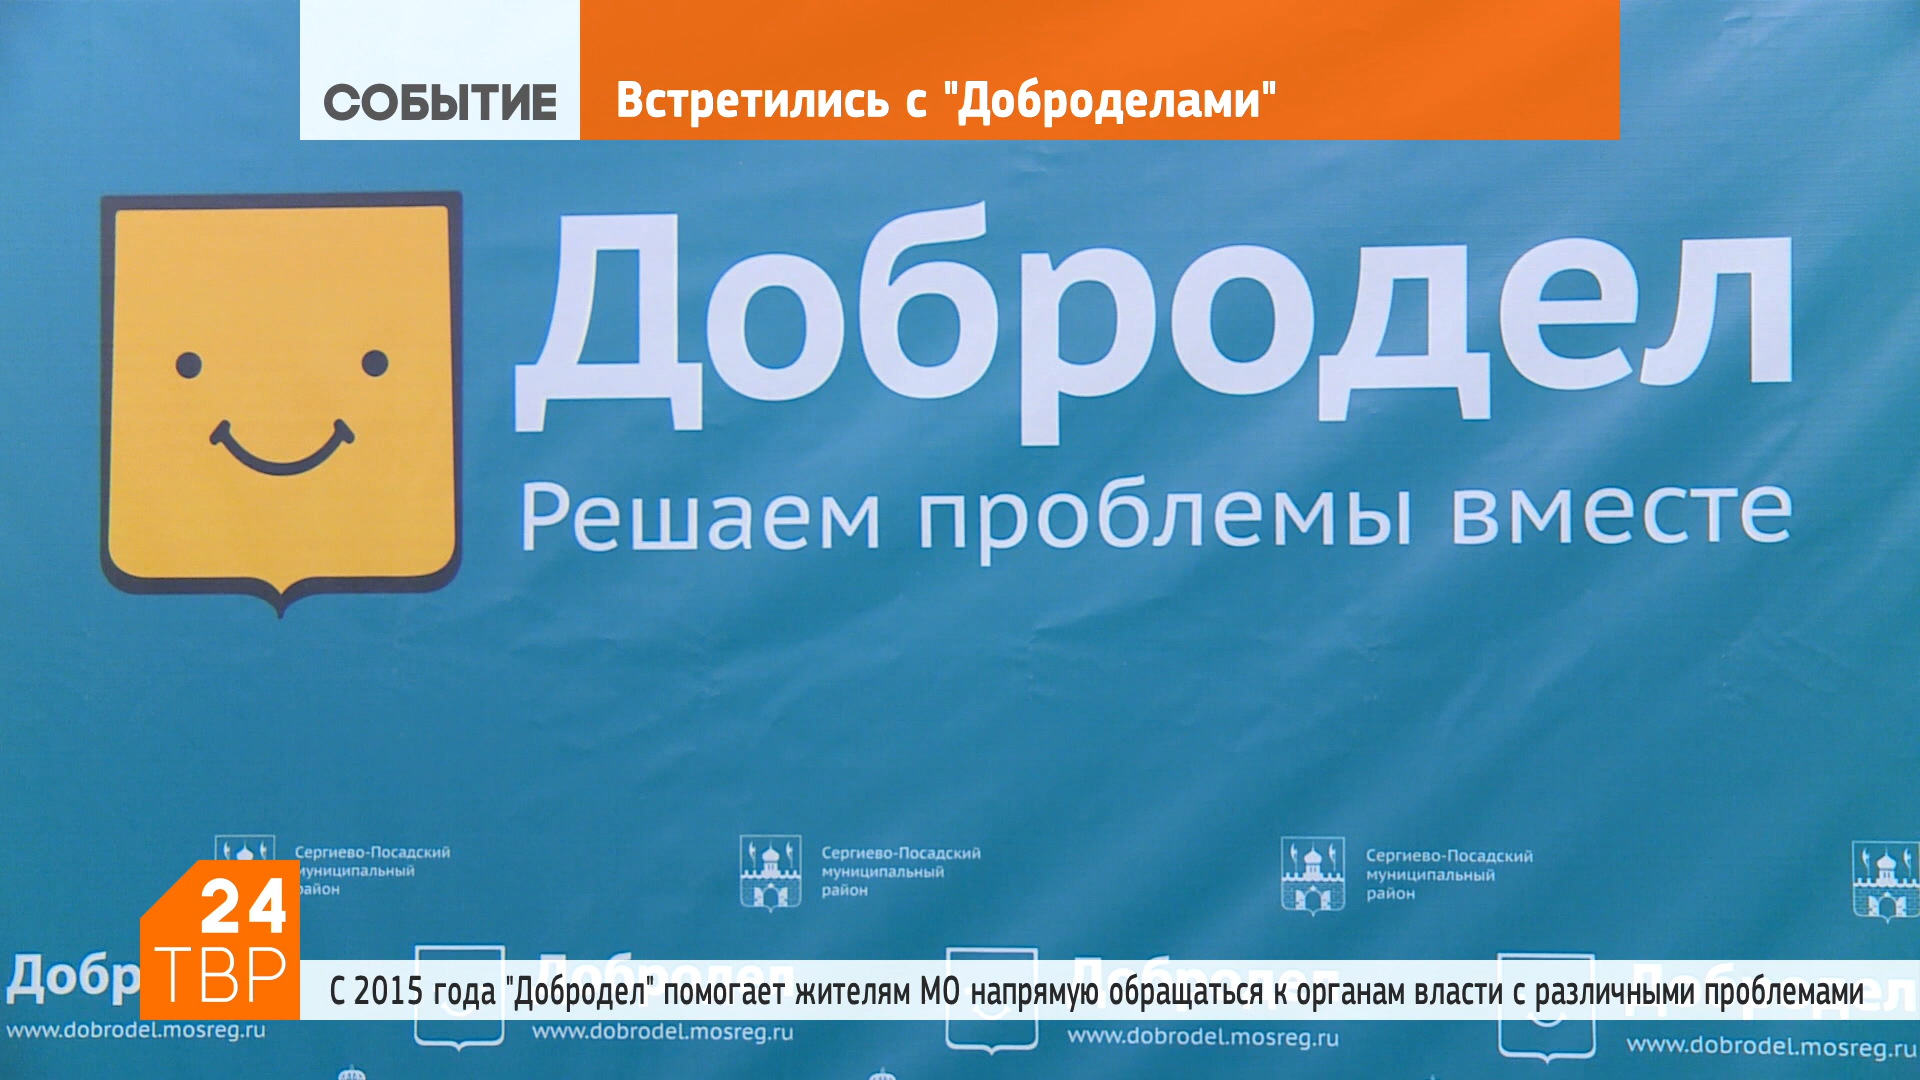 СОБЫТИЕ
Встретились с "Доброделами"
Добродел
Решаем проблемы вместе
Сергиево-Посадский
муниципальный
район
Сергиево-Посадский
муниципальный
район
Сергиево-Посадский
муниципальный
район
24
ТВР
С 2015 года "Добродел" помогает жителям МО напрямую обращаться к органам власти с различными проблемами
Добр
www.dobrodel.mosreg.ru
www.dobrodel.mosreg.ru
www.dobrodel.mosreg.ru
www.dobrodel.mosreg.ru